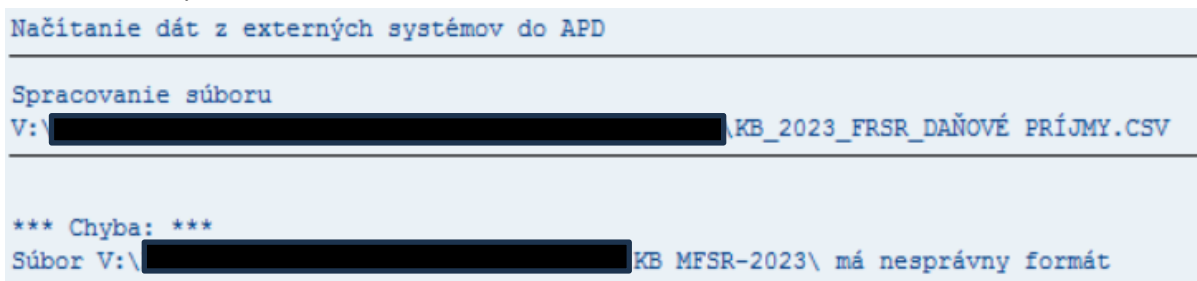 Načítanie dát z externých systémov do APD
Spracovanie súboru
V:\ \KB_2023_FRSR_DAŇOVÉ PRÍJMY.CSV
*** Chyba: ***
Súbor V:\ KB MFSR-2023\ má nesprávny formát